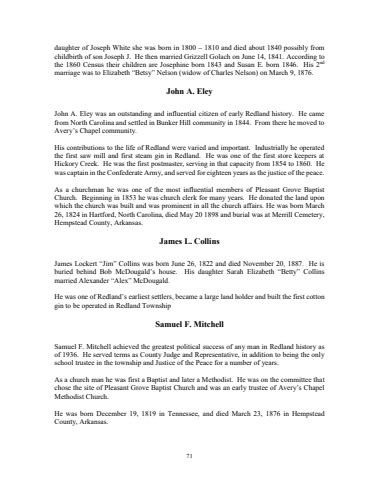 daughter of Joseph White she was born in 1800 – 1810 and died about 1840 possibly from
childbirth of son Joseph J. He then married Grizzell Golach on June 14, 1841. According to
the 1860 Census their children are Josephine born 1843 and Susan E. born 1846. His 2nd
marriage was to Elizabeth “Betsy” Nelson (widow of Charles Nelson) on March 9, 1876.
John A. Eley
John A. Eley was an outstanding and influential citizen of early Redland history. He came
from North Carolina and settled in Bunker Hill community in 1844. From there he moved to
Avery’s Chapel community.
His contributions to the life of Redland were varied and important. Industrially he operated
the first saw mill and first steam gin in Redland. He was one of the first store keepers at
Hickory Creek. He was the first postmaster, serving in that capacity from 1854 to 1860. He
was captain in the Confederate Army, and served for eighteen years as the justice of the peace.
As a churchman he was one of the most influential members of Pleasant Grove Baptist
Church. Beginning in 1853 he was church clerk for many years. He donated the land upon
which the church was built and was prominent in all the church affairs. He was born March
26, 1824 in Hartford, North Carolina, died May 20 1898 and burial was at Merrill Cemetery,
Hempstead County, Arkansas.
James L. Collins
James Lockert “Jim” Collins was born June 26, 1822 and died November 20, 1887. He is
buried behind Bob McDougald’s house. His daughter Sarah Elizabeth “Betty” Collins
married Alexander “Alex” McDougald.
He was one of Redland’s earliest settlers, became a large land holder and built the first cotton
gin to be operated in Redland Township
Samuel F. Mitchell
Samuel F. Mitchell achieved the greatest political success of any man in Redland history as
of 1936. He served terms as County Judge and Representative, in addition to being the only
school trustee in the township and Justice of the Peace for a number of years.
As a church man he was first a Baptist and later a Methodist. He was on the committee that
chose the site of Pleasant Grove Baptist Church and was an early trustee of Avery’s Chapel
Methodist Church.
He was born December 19, 1819 in Tennessee, and died March 23, 1876 in Hempstead
County, Arkansas.
71